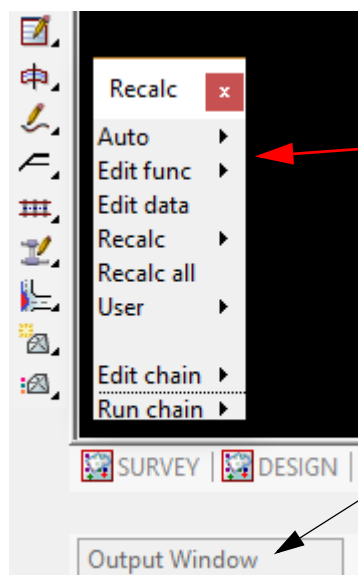 Recalc x
Auto
Edit func
Edit data
Recalc
Recalc all
User
Edit chain
Run chain
SURVEY | DESIGN |
Output Window